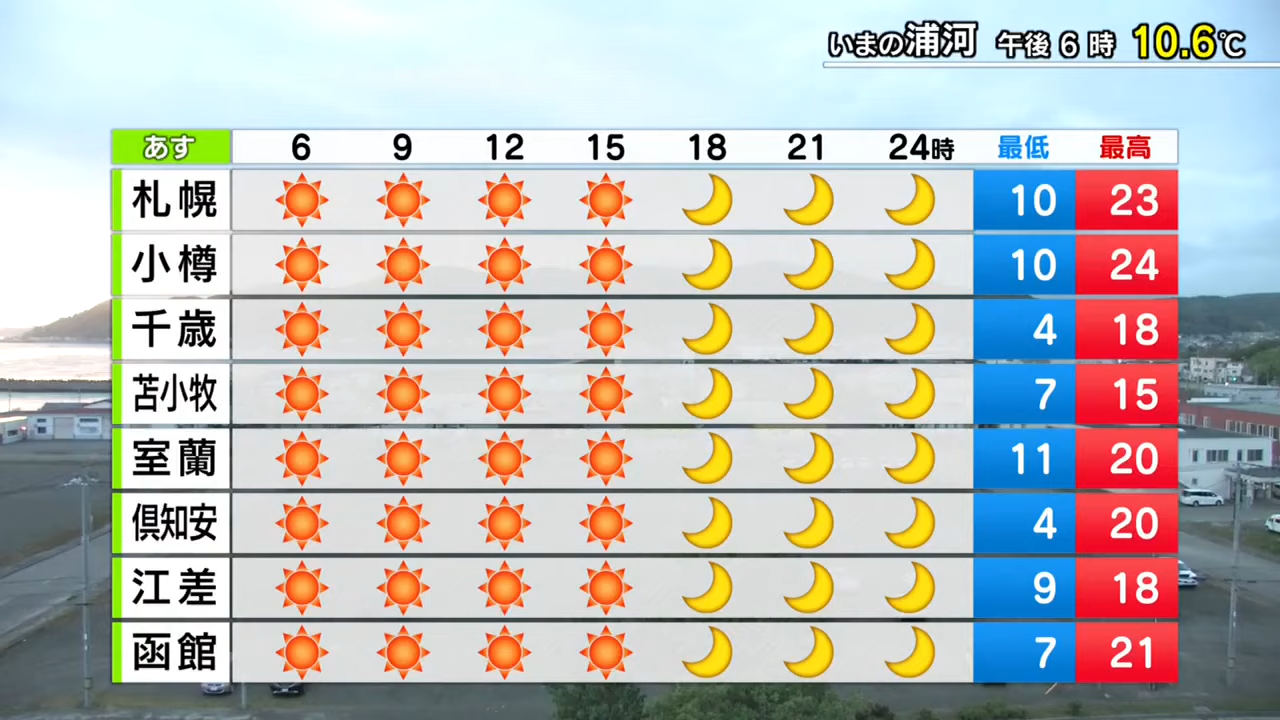 いまの浦河 午後6時 10.6℃
あす 6 9 12 15 18 21 24時 最低 最高
札幌 10 23
小樽 10 24
千歳 4 18
苫小牧 7 15
室蘭 11 20
倶知安 4 20
江差 9 18
函館 7 21